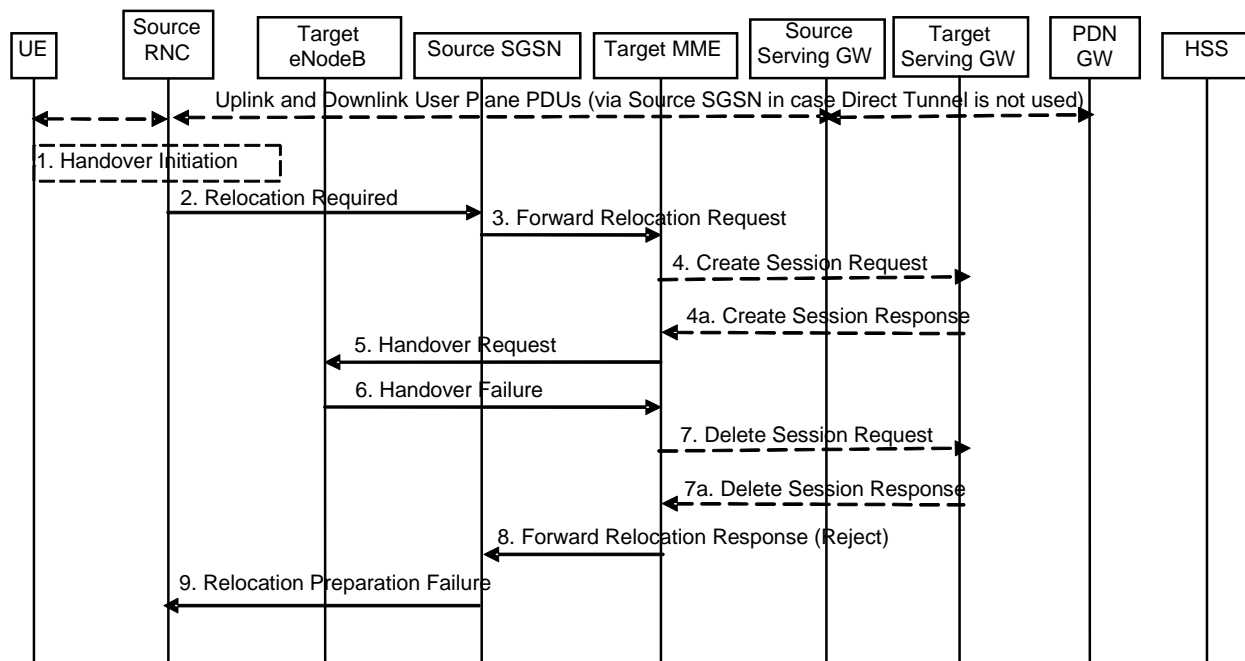 UE
Source
RNC
Target
eNodeB
Source SGSN
Target MME
Source
Serving GW
Target
Serving GW
PDN
GW
HSS
Uplink and Downlink User Plane PDUs (via Source SGSN in case Direct Tunnel is not used)
1. Handover Initiation
2. Relocation Required
3. Forward Relocation Request
4. Create Session Request
4a. Create Session Response
5. Handover Request
6. Handover Failure
7. Delete Session Request
7a. Delete Session Response
8. Forward Relocation Response (Reject)
9. Relocation Preparation Failure